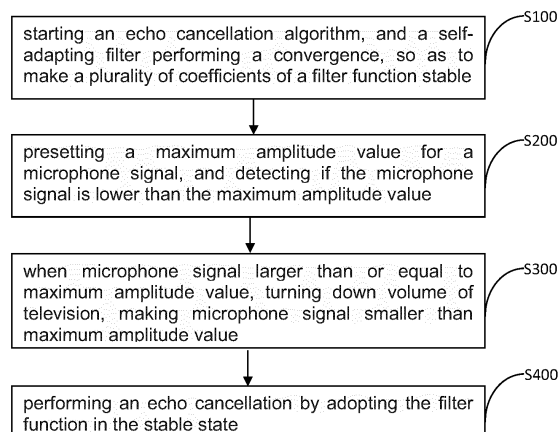 S100
starting an echo cancellation algorithm, and a self-
adapting filter performing a convergence, so as to
make a plurality of coefficients of a filter function stable
S200
presetting a maximum amplitude value for a
microphone signal, and detecting if the microphone
signal is lower than the maximum amplitude value
S300
when microphone signal larger than or equal to
maximum amplitude value, turning down volume of
television, making microphone signal smaller than
maximum amplitude value
S400
performing an echo cancellation by adopting the filter
function in the stable state